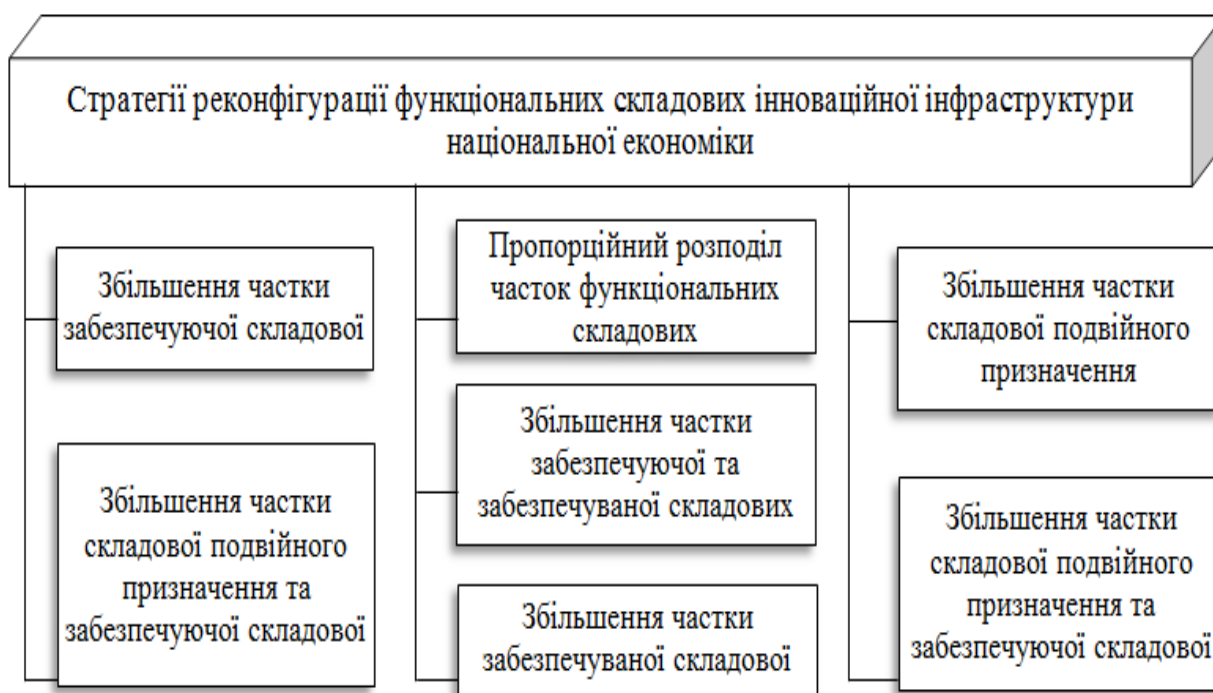 Стратегії реконфігурації функціональних складових інноваційної інфраструктури
національної економіки
Збільшення частки
забезпечуючої складової
Збільшення частки
складової подвійного
призначення та
забезпечуючої складової
Пропорційний розподіл
часток функціональних
складових
Збільшення частки
забезпечуючої та
забезпечуваної складових
Збільшення частки
забезпечуваної складової
Збільшення частки
складової подвійного
призначення
Збільшення частки
складової подвійного
призначення та
забезпечуючої складової